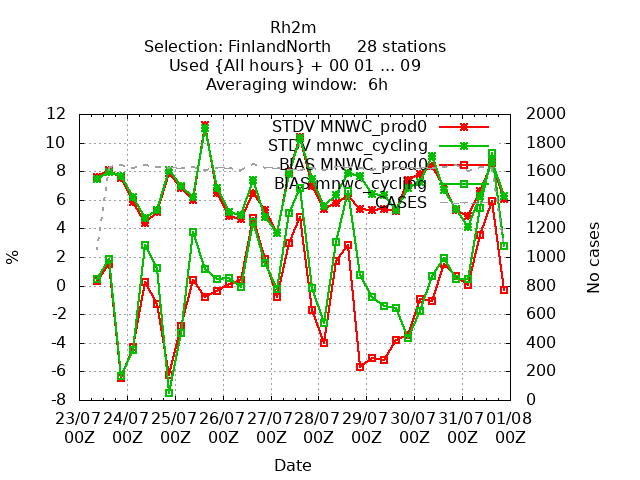 Rh2m
Selection: FinlandNorth 28 stations
Used {All hours} + 00 01 ... 09
Averaging window: 6h
12 2000
STDV MNWC_prod0
10 1800
STDV mnwc_cycling
8 1600
BIAS MNWC_prod0
BIAS mnwc_cycling
6 1400
CASES
4 1200
2 1000
0 800
-2 600
-4 400
-6 200
-8 0
% No cases
23/07 24/07 25/07 26/07 27/07 28/07 29/07 30/07 31/07 01/08
00Z 00Z 00Z 00Z 00Z 00Z 00Z 00Z 00Z 00Z
Date